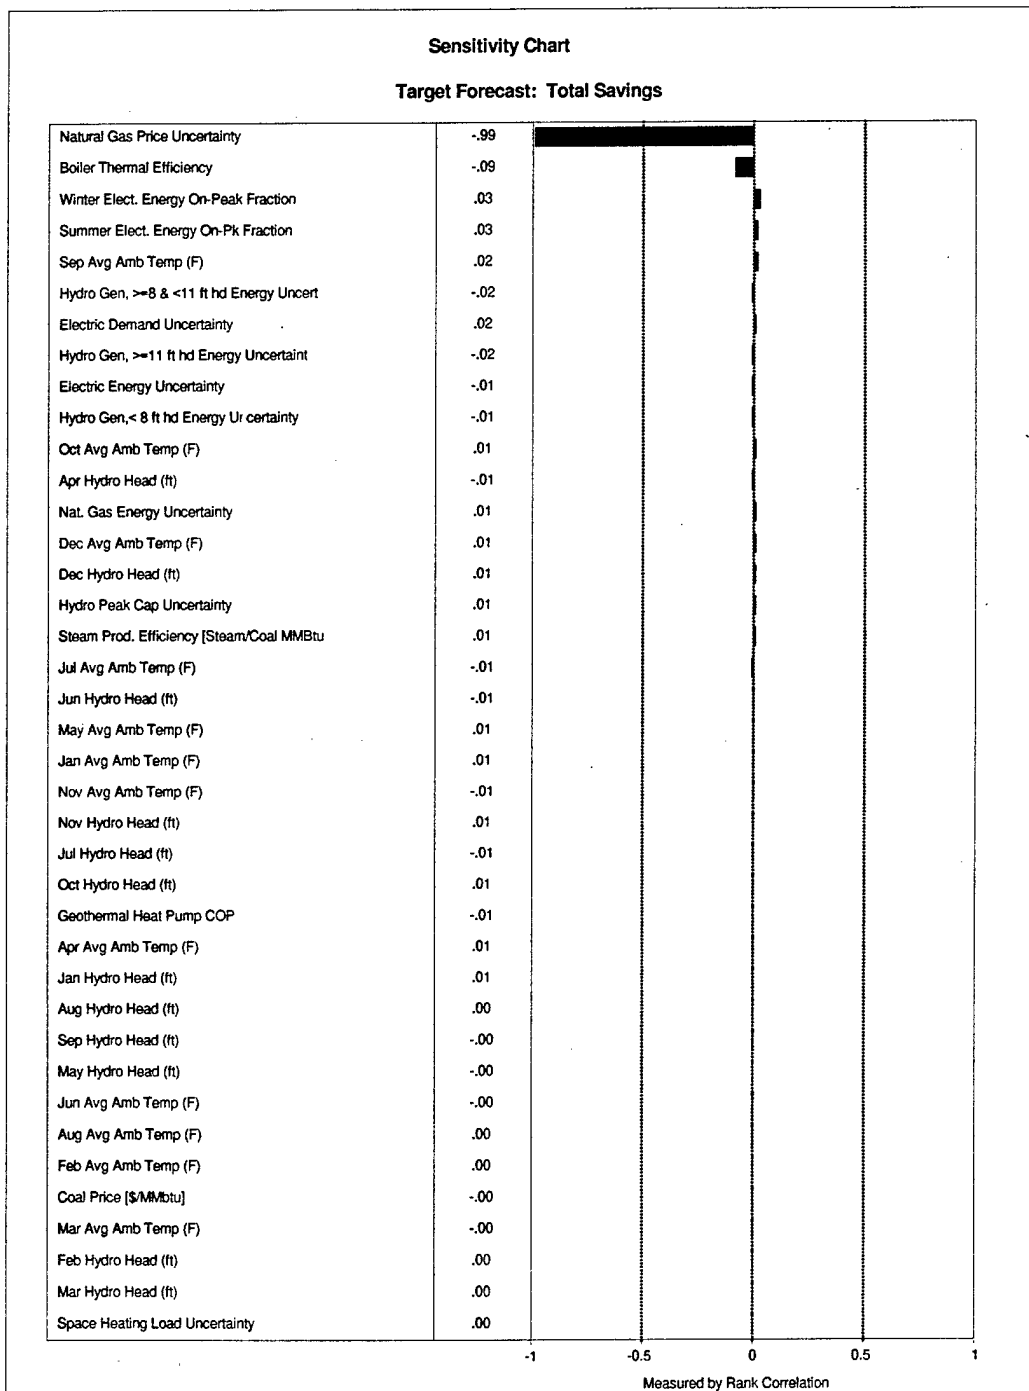 Sensitivity Chart
Target Forecast: Total Savings
Natural Gas Price Uncertainty -.99
Boiler Thermal Efficiency -.09
Winter Elect. Energy On-Peak Fraction .03
Summer Elect. Energy On-Pk Fraction .03
Sep Avg Amb Temp (F) .02
Hydro Gen, >=8 & <11 ft hd Energy Uncert -.02
Electric Demand Uncertainty .02
Hydro Gen, >=11 ft hd Energy Uncertaint -.02
Electric Energy Uncertainty -.01
Hydro Gen,< 8 ft hd Energy Uncertainty -.01
Oct Avg Amb Temp (F) .01
Apr Hydro Head (ft) -.01
Nat. Gas Energy Uncertainty .01
Dec Avg Amb Temp (F) .01
Dec Hydro Head (ft) .01
Hydro Peak Cap Uncertainty .01
Steam Prod. Efficiency [Steam/Coal MMBtu .01
Jul Avg Amb Temp (F) -.01
Jun Hydro Head (ft) -.01
May Avg Amb Temp (F) .01
Jan Avg Amb Temp (F) .01
Nov Avg Amb Temp (F) -.01
Nov Hydro Head (ft) .01
Jul Hydro Head (ft) -.01
Oct Hydro Head (ft) .01
Geothermal Heat Pump COP -.01
Apr Avg Amb Temp (F) .01
Jan Hydro Head (ft) .01
Aug Hydro Head (ft) .00
Sep Hydro Head (ft) -.00
May Hydro Head (ft) -.00
Jun Avg Amb Temp (F) -.00
Aug Avg Amb Temp (F) .00
Feb Avg Amb Temp (F) .00
Coal Price [$/MMbtu] -.00
Mar Avg Amb Temp (F) -.00
Feb Hydro Head (ft) .00
Mar Hydro Head (ft) .00
Space Heating Load Uncertainty .00
-1 -0.5 0 0.5 1
Measured by Rank Correlation